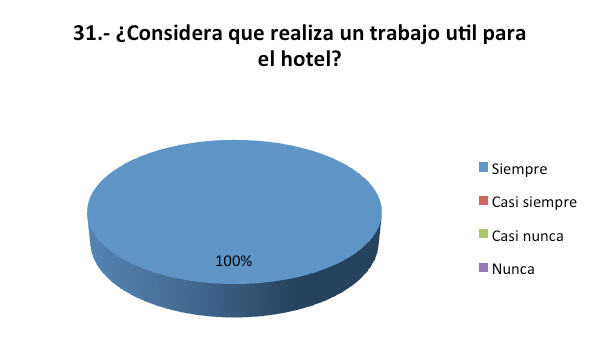 31.- ¿Considera que realiza un trabajo util para
el hotel?
100%
Siempre
Casi siempre
Casi nunca
Nunca